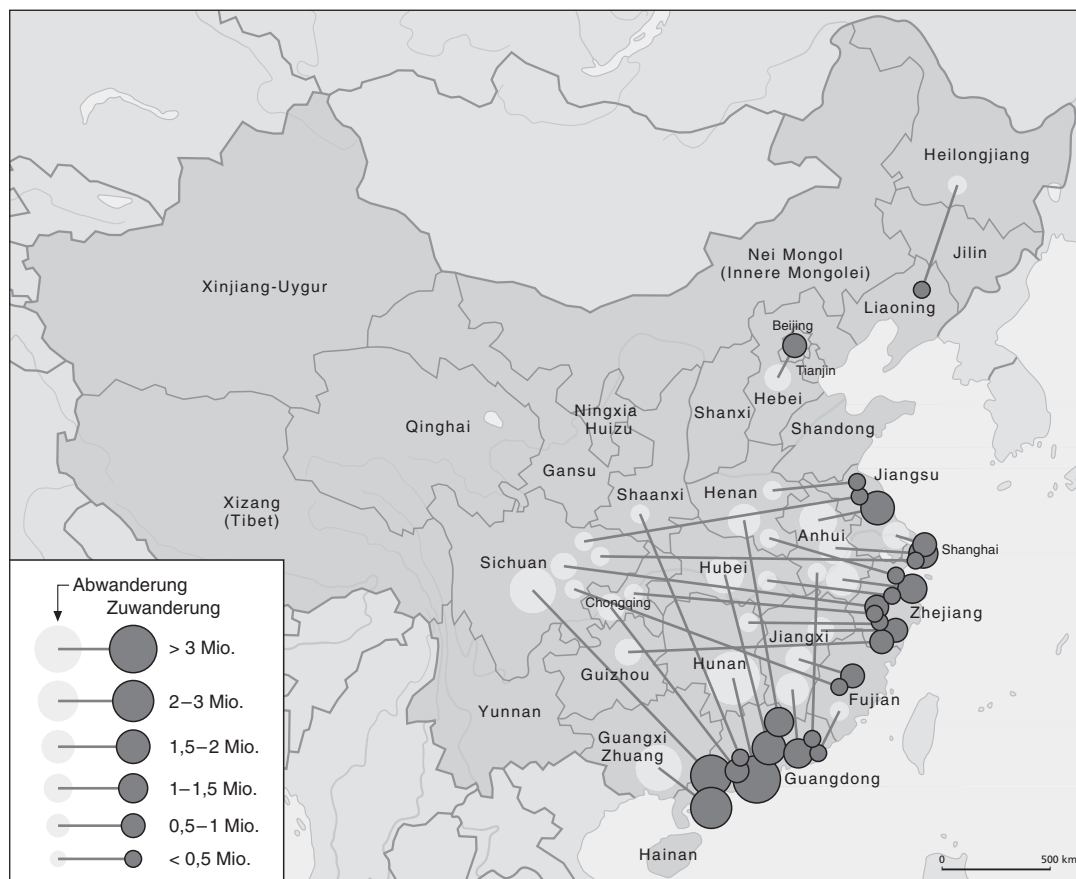 Heilongjiang
Jilin
Nei Mongol
(Innere Mongolei)
Liaoning
Xinjiang-Uygur
Beijing
Tianjin
Hebei
Shanxi
Ningxia
Huizu
Shandong
Qinghai
Gansu
Jiangsu
Shaanxi
Henan
Xizang
(Tibet)
Anhui
Shanghai
Sichuan
Hubei
Chongqing
Zhejiang
Jiangxi
Hunan
Guizhou
Fujian
Yunnan
Guangxi
Zhuang
Guangdong
Hainan
Abwanderung
Zuwanderung
> 3 Mio.
2–3 Mio.
1,5–2 Mio.
1–1,5 Mio.
0,5–1 Mio.
< 0,5 Mio.
0 500 km